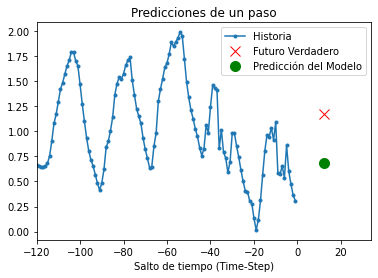 Predicciones de un paso
Historia
Futuro Verdadero
Predicción del Modelo
2.00
1.75
1.50
1.25
1.00
0.75
0.50
0.25
0.00
−120 −100 −80 −60 −40 −20 0 20
Salto de tiempo (Time-Step)